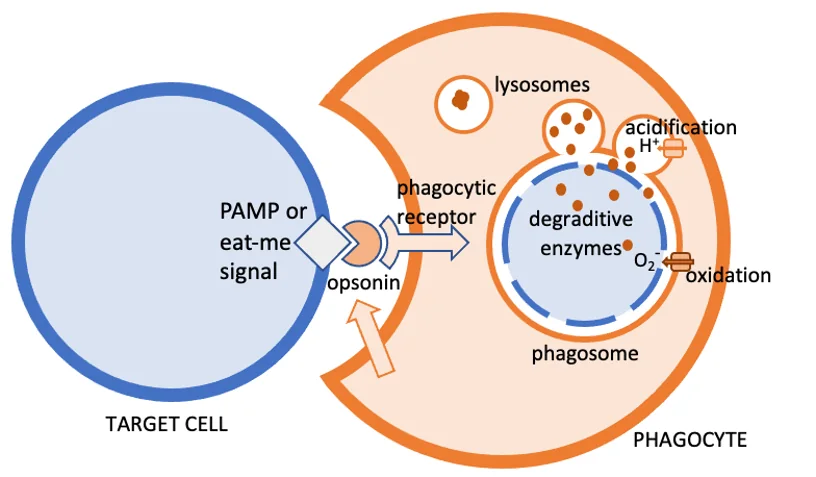 lysosomes
acidification
H+
phagocytic
receptor
PAMP or
eat-me
signal
opsonin
degraditive
enzymes
O2-
oxidation
phagosome
TARGET CELL
PHAGOCYTE